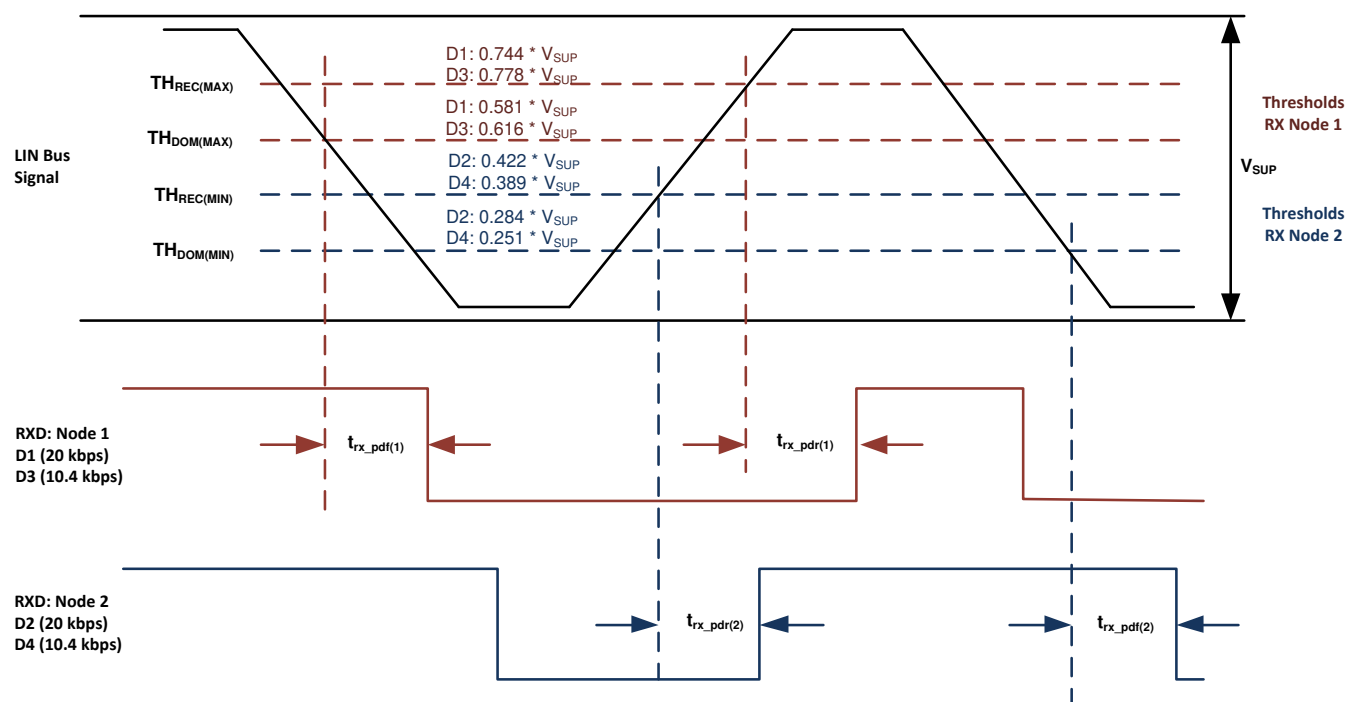 D1: 0.744 * VSUP
THREC(MAX)
D3: 0.778 * VSUP
D1: 0.581 * VSUP
THDOM(MAX)
D3: 0.616 * VSUP
Thresholds
RX Node 1
LIN Bus
Signal
D2: 0.422 * VSUP
THREC(MIN)
D4: 0.389 * VSUP
VSUP
D2: 0.284 * VSUP
THDOM(MIN)
D4: 0.251 * VSUP
Thresholds
RX Node 2
RXD: Node 1
D1 (20 kbps)
D3 (10.4 kbps)
trx_pdf(1)
trx_pdr(1)
RXD: Node 2
D2 (20 kbps)
D4 (10.4 kbps)
trx_pdr(2)
trx_pdf(2)